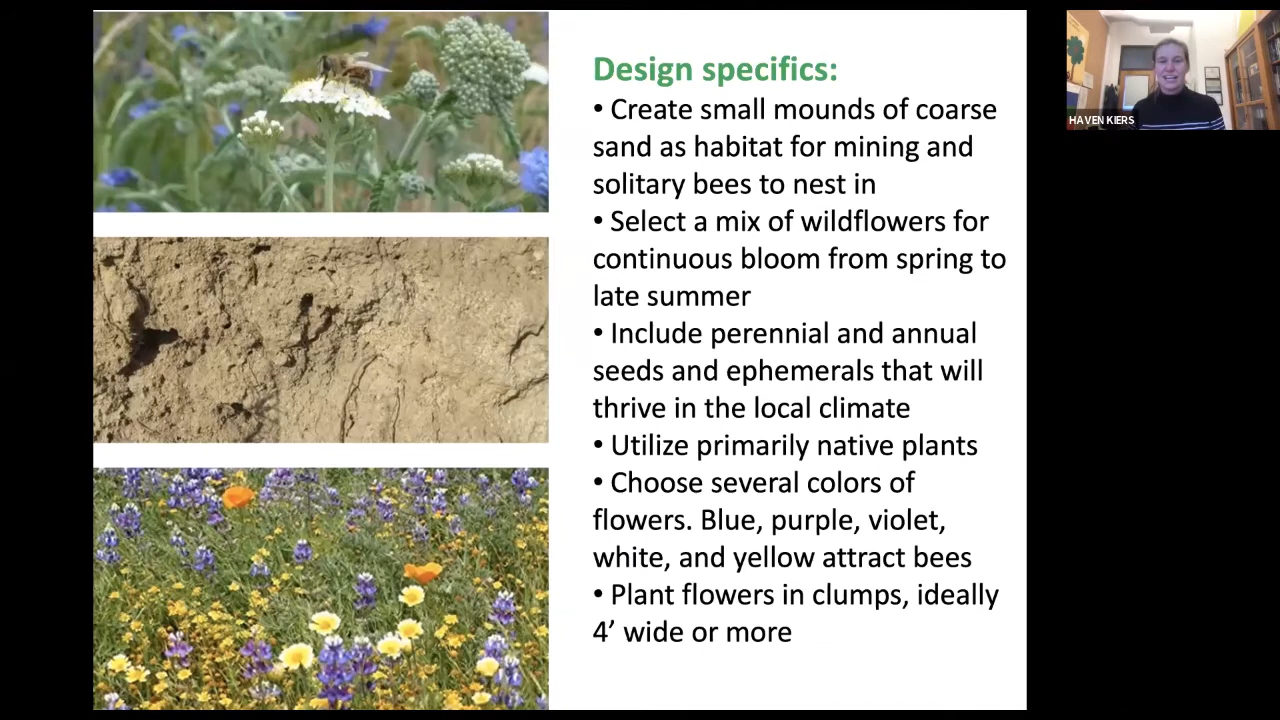 Design specifics:
• Create small mounds of coarse
sand as habitat for mining and
solitary bees to nest in
• Select a mix of wildflowers for
continuous bloom from spring to
late summer
• Include perennial and annual
seeds and ephemerals that will
thrive in the local climate
• Utilize primarily native plants
• Choose several colors of
flowers. Blue, purple, violet,
white, and yellow attract bees
• Plant flowers in clumps, ideally
4’ wide or more
HAVEN KIERS